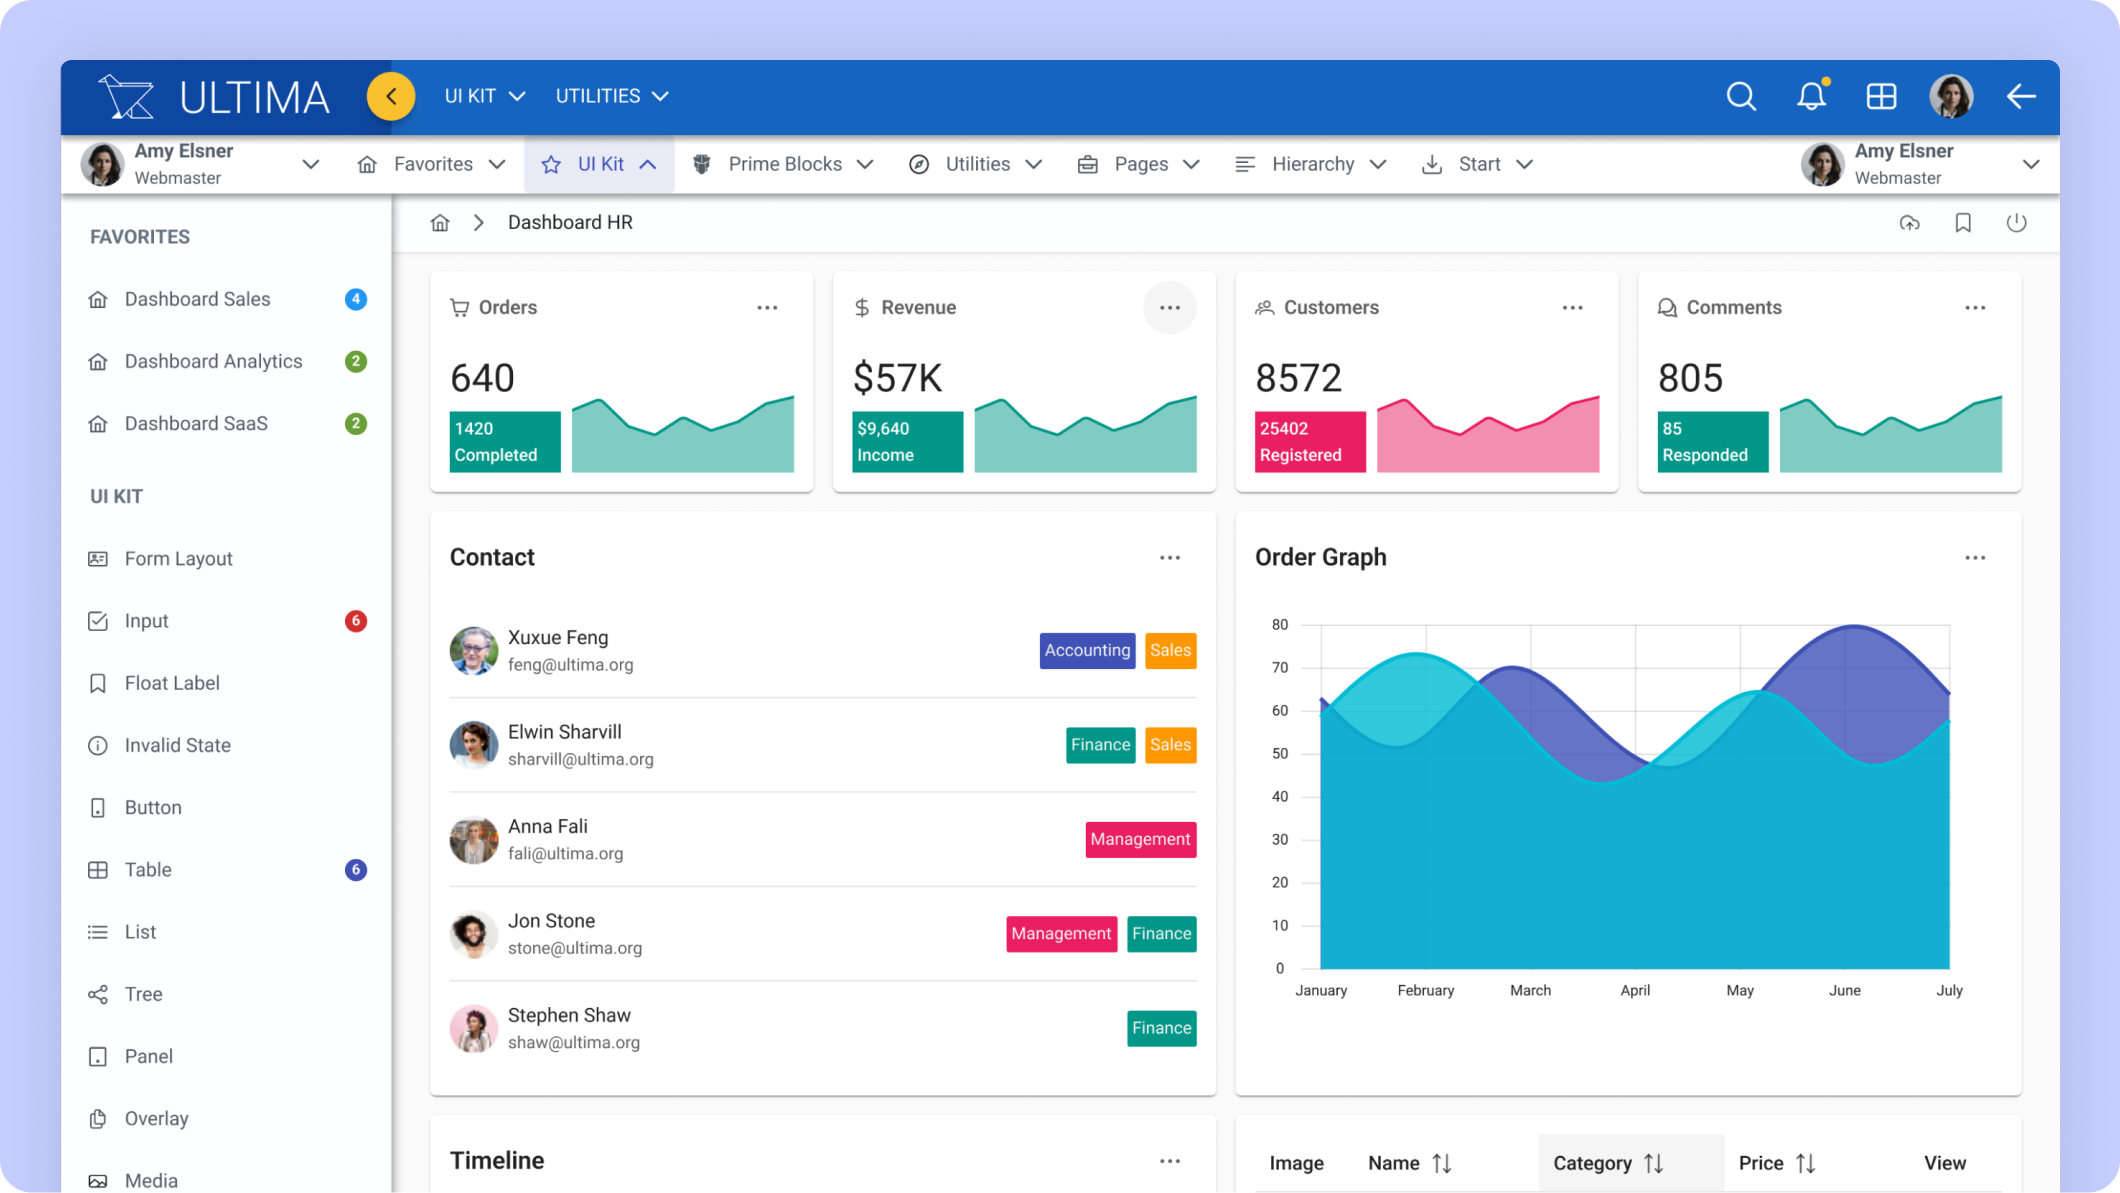 ULTIMA
UI KIT
UTILITIES
Amy Elsner
Webmaster
Favorites
UI Kit
Prime Blocks
Utilities
Pages
Hierarchy
Start
Amy Elsner
Webmaster
FAVORITES
Dashboard Sales 4
Dashboard Analytics 2
Dashboard SaaS 2
UI KIT
Form Layout
Input 6
Float Label
Invalid State
Button
Table 6
List
Tree
Panel
Overlay
Media
Dashboard HR
Orders
640
1420
Completed
Revenue
$57K
$9,640
Income
Customers
8572
25402
Registered
Comments
805
85
Responded
Contact
Xuxue Feng
feng@ultima.org
Accounting Sales
Elwin Sharvill
sharvill@ultima.org
Finance Sales
Anna Fali
fali@ultima.org
Management
Jon Stone
stone@ultima.org
Management Finance
Stephen Shaw
shaw@ultima.org
Finance
Order Graph
80
70
60
50
40
30
20
10
0
January February March April May June July
Timeline
Image Name Category Price View